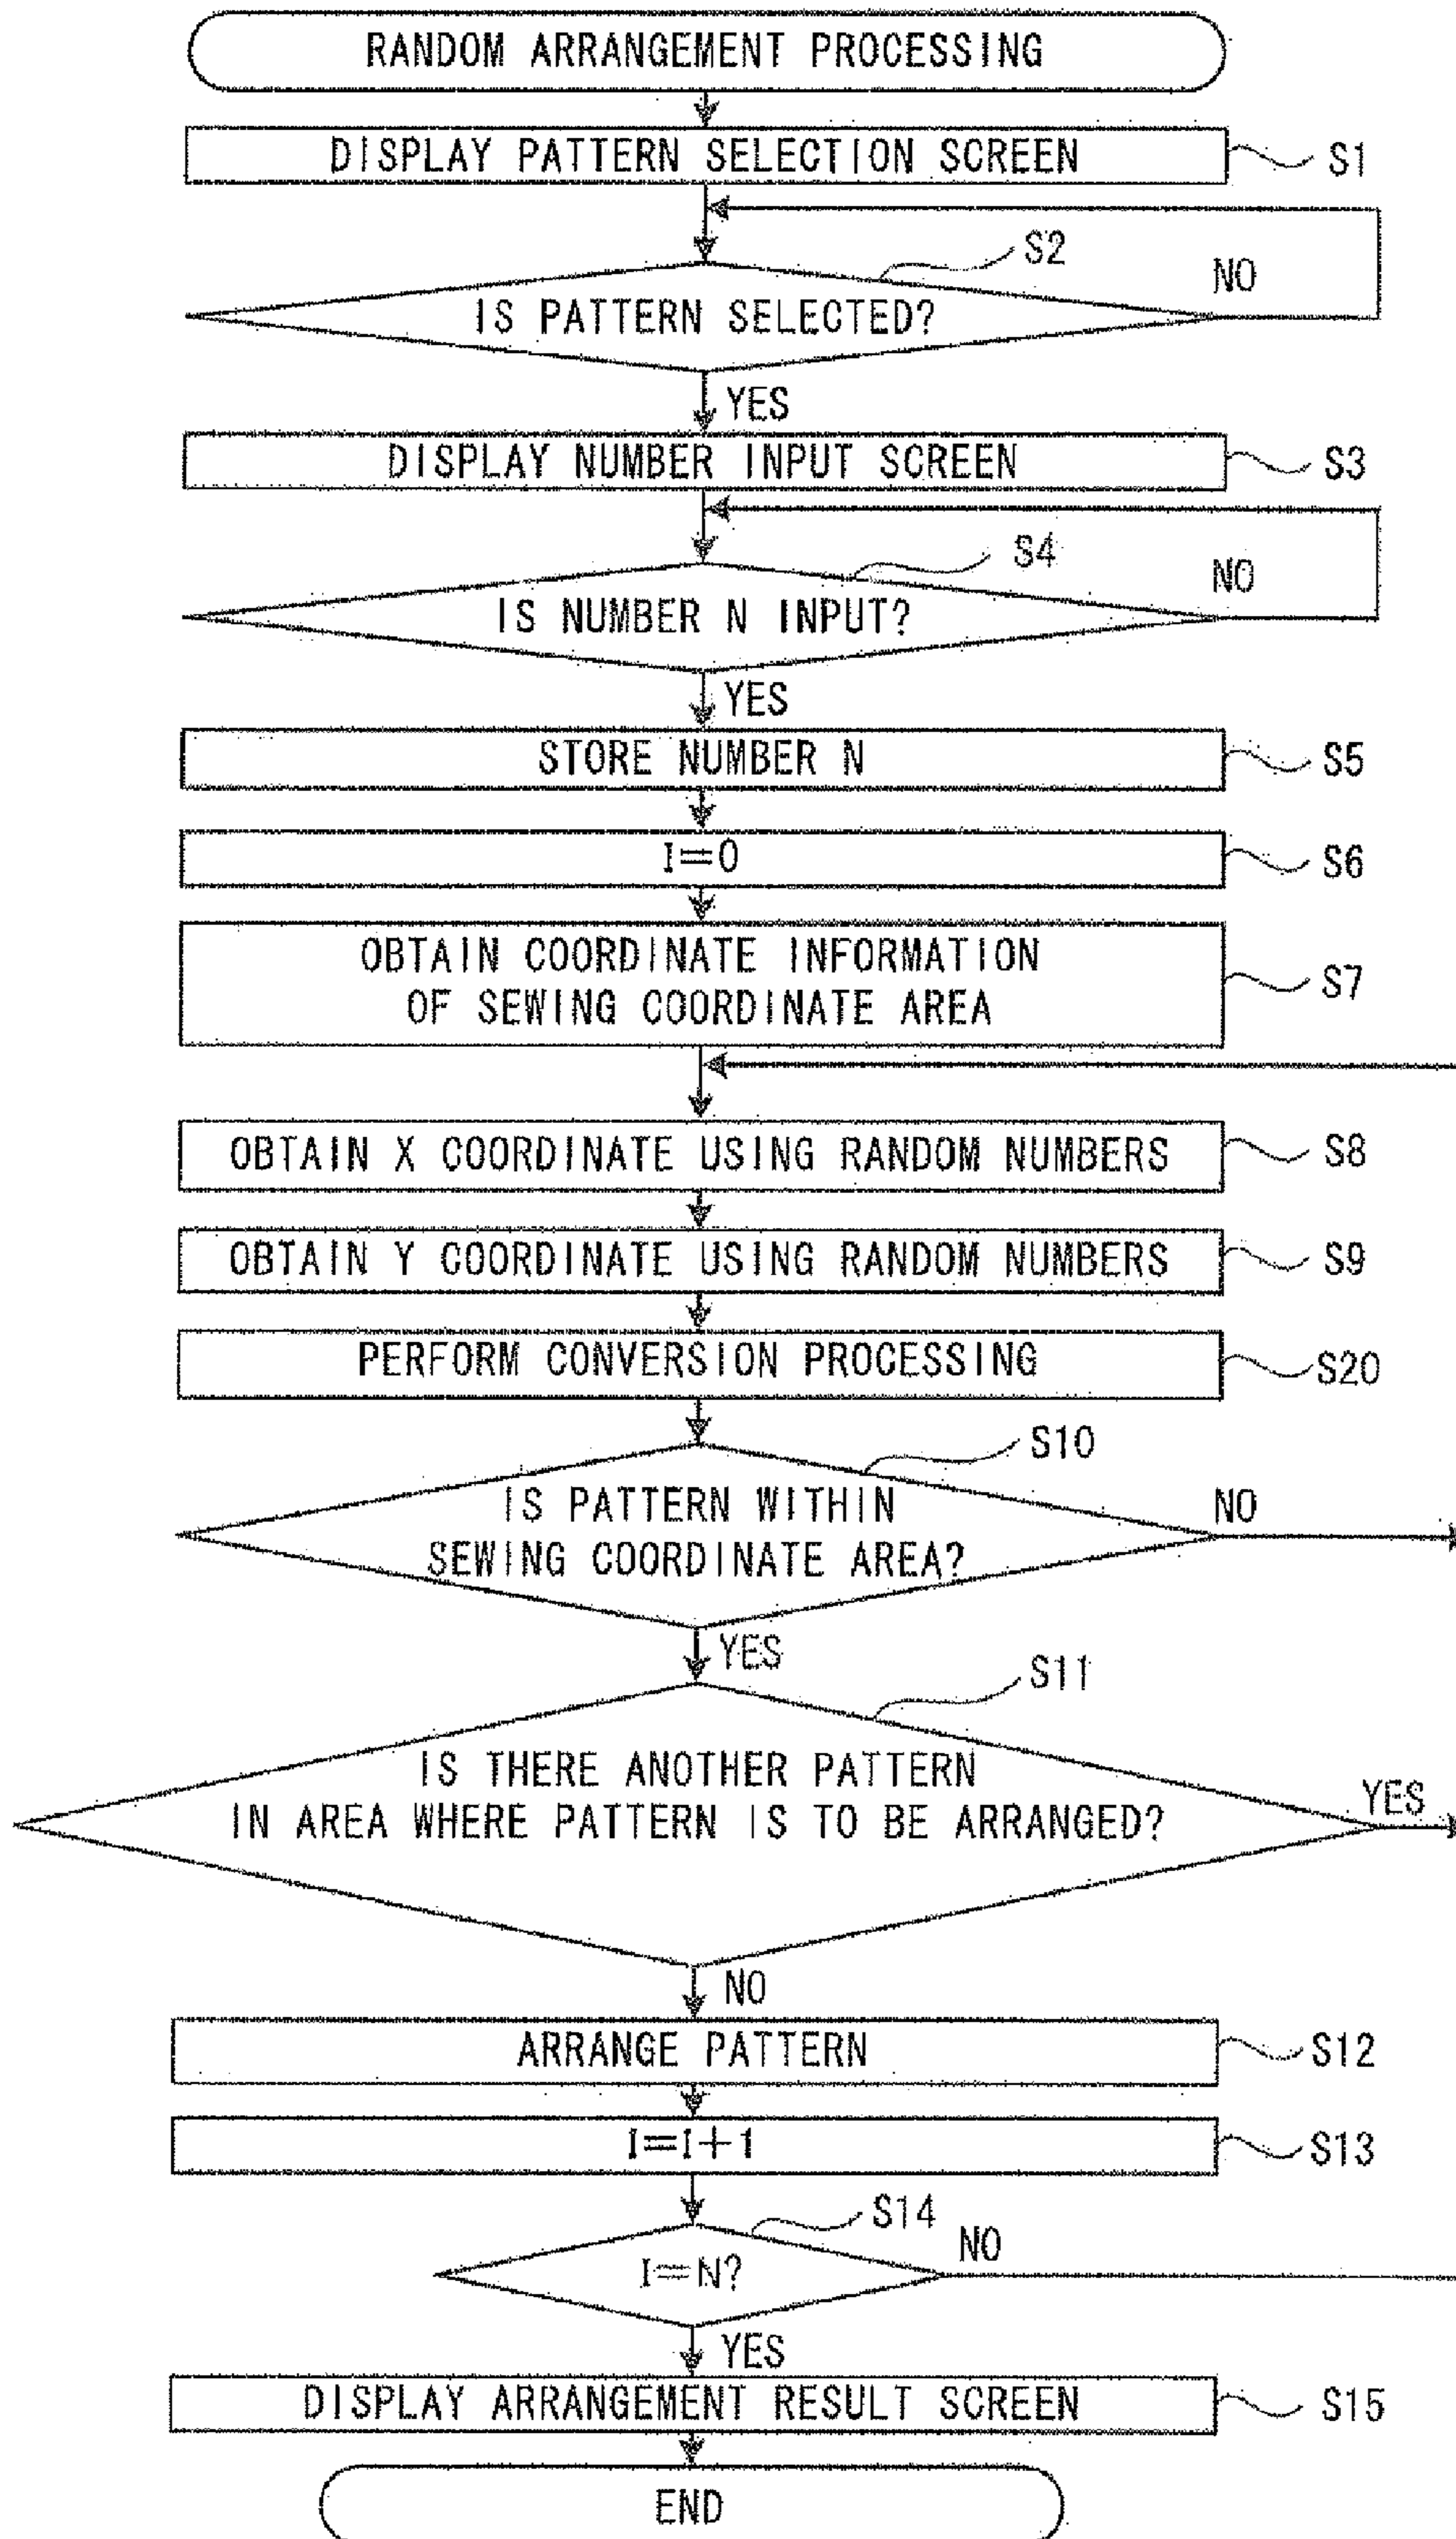 RANDOM ARRANGEMENT PROCESSING
DISPLAY PATTERN SELECTION SCREEN
S1
S2
NO
IS PATTERN SELECTED?
YES
DISPLAY NUMBER INPUT SCREEN
S3
S4
NO
IS NUMBER N INPUT?
YES
STORE NUMBER N
S5
I=0
S6
OBTAIN COORDINATE INFORMATION
OF SEWING COORDINATE AREA
S7
OBTAIN X COORDINATE USING RANDOM NUMBERS
S8
OBTAIN Y COORDINATE USING RANDOM NUMBERS
S9
PERFORM CONVERSION PROCESSING
S20
S10
IS PATTERN WITHIN
SEWING COORDINATE AREA?
NO
YES
S11
IS THERE ANOTHER PATTERN
IN AREA WHERE PATTERN IS TO BE ARRANGED?
YES
NO
ARRANGE PATTERN
S12
I=I+1
S13
S14
NO
I=N?
YES
DISPLAY ARRANGEMENT RESULT SCREEN
S15
END